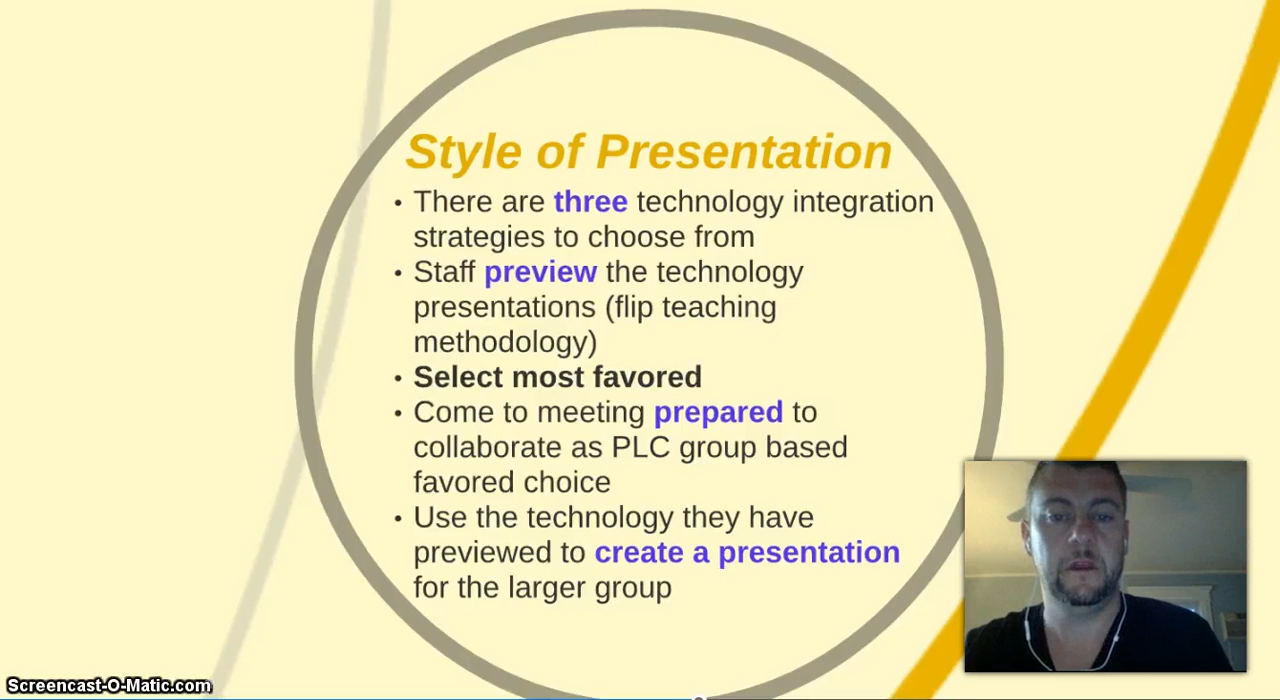 Style of Presentation
• There are three technology integration
strategies to choose from
• Staff preview the technology
presentations (flip teaching
methodology)
• Select most favored
• Come to meeting prepared to
collaborate as PLC group based
favored choice
• Use the technology they have
previewed to create a presentation
for the larger group
Screencast-O-Matic.com